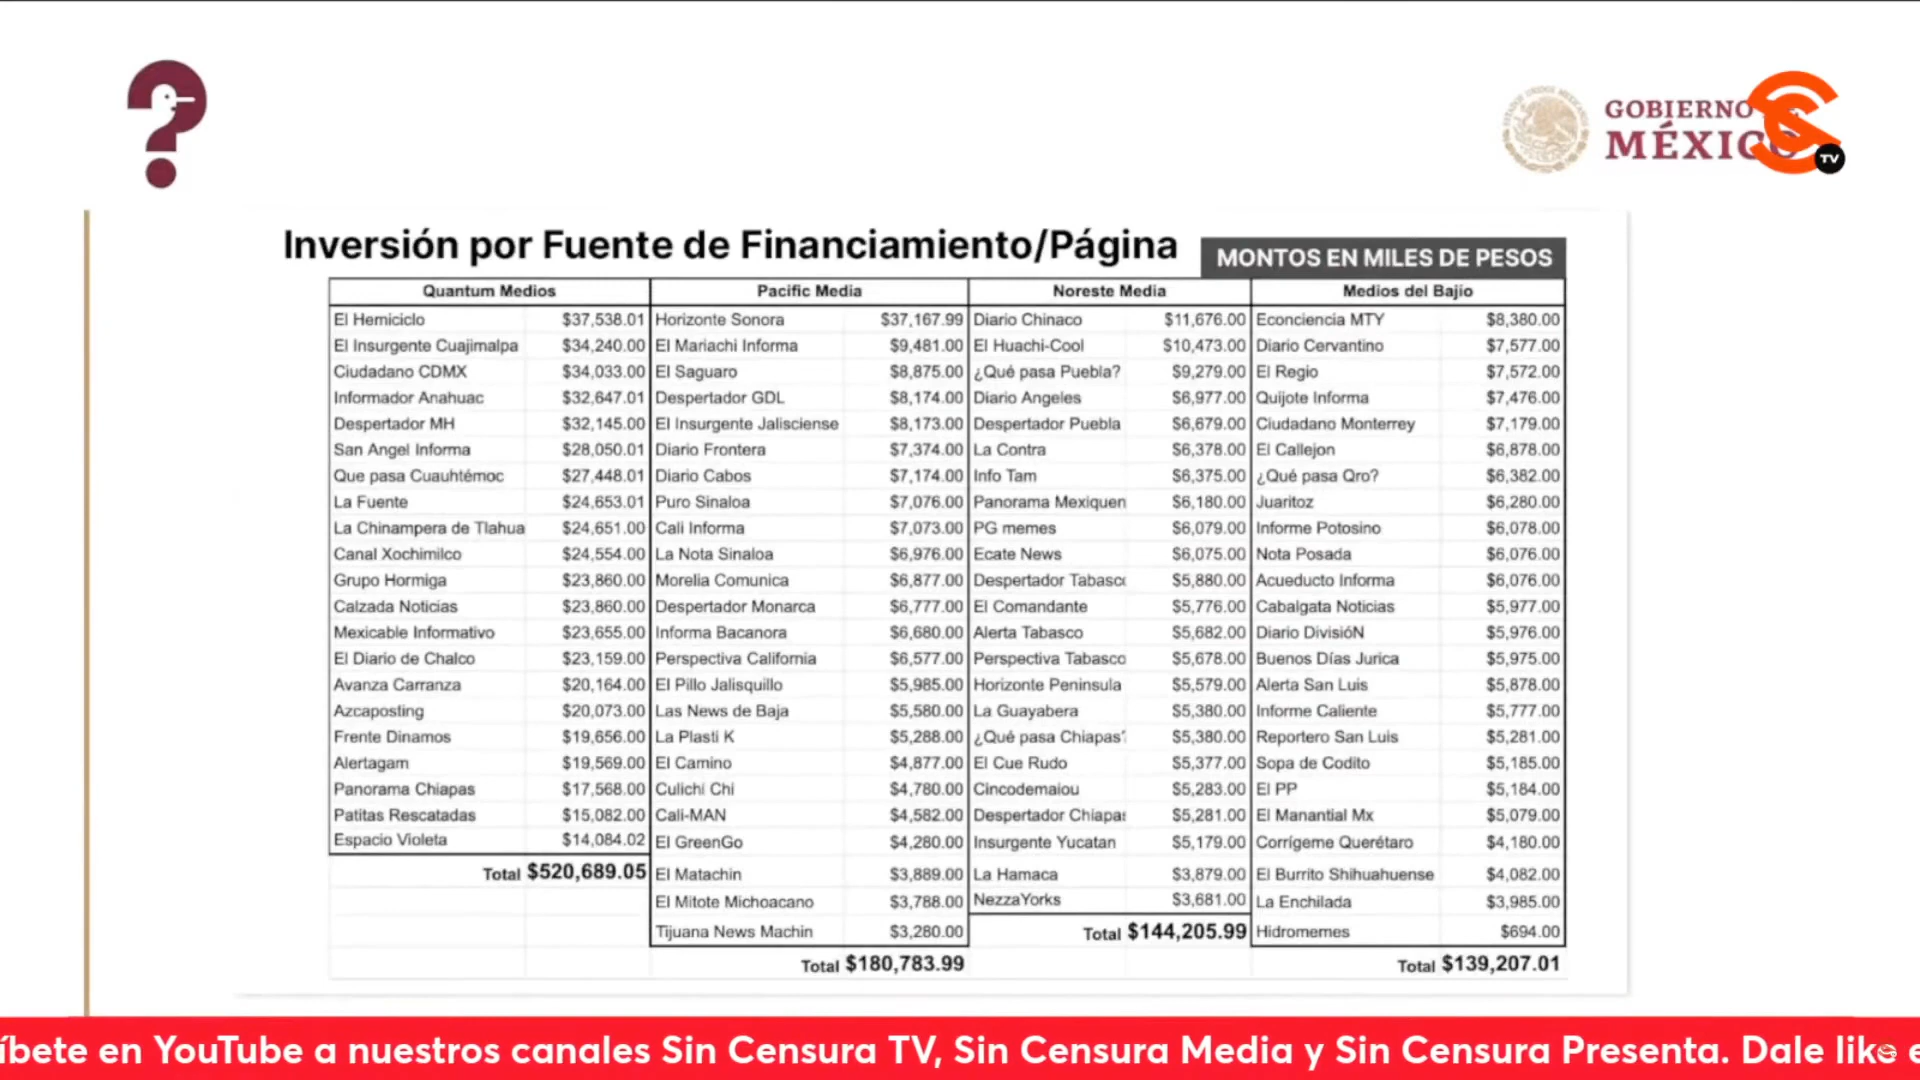 GOBIERNO
MÉXICO
TV
Inversión por Fuente de Financiamiento/Página
MONTOS EN MILES DE PESOS
Quantum Medios Pacific Media Noreste Media Medios del Bajío
El Hemiciclo $37,538.01 Horizonte Sonora $37,167.99 Diario Chinaco $11,676.00 Econciencia MTY $8,380.00
El Insurgente Cuajimalpa $34,240.00 El Mariachi Informa $9,481.00 El Huachi-Cool $10,473.00 Diario Cervantino $7,577.00
Ciudadano CDMX $34,033.00 El Saguaro $8,875.00 ¿Qué pasa Puebla? $9,279.00 El Regio $7,572.00
Informador Anahuac $32,647.01 Despertador GDL $8,174.00 Diario Angeles $6,977.00 Quijote Informa $7,476.00
Despertador MH $32,145.00 El Insurgente Jalisciense $8,173.00 Despertador Puebla $6,679.00 Ciudadano Monterrey $7,179.00
San Angel Informa $28,050.01 Diario Frontera $7,374.00 La Contra $6,378.00 El Callejon $6,878.00
Que pasa Cuauhtémoc $27,448.01 Diario Cabos $7,174.00 Info Tam $6,375.00 ¿Qué pasa Qro? $6,382.00
La Fuente $24,653.01 Puro Sinaloa $7,076.00 Panorama Mexiquen $6,180.00 Juaritoz $6,280.00
La Chinampera de Tlahua $24,651.00 Cali Informa $7,073.00 PG memes $6,079.00 Informe Potosino $6,078.00
Canal Xochimilco $24,554.00 La Nota Sinaloa $6,976.00 Ecate News $6,075.00 Nota Posada $6,076.00
Grupo Hormiga $23,860.00 Morelia Comunica $6,877.00 Despertador Tabasc $5,880.00 Acueducto Informa $6,076.00
Calzada Noticias $23,860.00 Despertador Monarca $6,777.00 El Comandante $5,776.00 Cabalgata Noticias $5,977.00
Mexicable Informativo $23,655.00 Informa Bacanora $6,680.00 Alerta Tabasco $5,682.00 Diario DivisióN $5,976.00
El Diario de Chalco $23,159.00 Perspectiva California $6,577.00 Perspectiva Tabasco $5,678.00 Buenos Días Jurica $5,975.00
Avanza Carranza $20,164.00 El Pillo Jalisquillo $5,985.00 Horizonte Peninsula $5,579.00 Alerta San Luis $5,878.00
Azcaposting $20,073.00 Las News de Baja $5,580.00 La Guayabera $5,380.00 Informe Caliente $5,777.00
Frente Dinamos $19,656.00 La Plasti K $5,288.00 ¿Qué pasa Chiapas? $5,380.00 Reportero San Luis $5,281.00
Alertagam $19,569.00 El Camino $4,877.00 El Cue Rudo $5,377.00 Sopa de Codito $5,185.00
Panorama Chiapas $17,568.00 Culichi Chi $4,780.00 Cincodemaiou $5,283.00 El PP $5,184.00
Patitas Rescatadas $15,082.00 Cali-MAN $4,582.00 Despertador Chiapas $5,281.00 El Manantial Mx $5,079.00
Espacio Violeta $14,084.02 El GreenGo $4,280.00 Insurgente Yucatan $5,179.00 Corrígeme Querétaro $4,180.00
Total $520,689.05 El Matachin $3,889.00 La Hamaca $3,879.00 El Burrito Shihuahuense $4,082.00
El Mitote Michoacano $3,788.00 NezzaYorks $3,681.00 La Enchilada $3,985.00
Tijuana News Machin $3,280.00 Total $144,205.99 Hidromemes $694.00
Total $180,783.99 Total $139,207.01
íbete en YouTube a nuestros canales Sin Censura TV, Sin Censura Media y Sin Censura Presenta. Dale like e